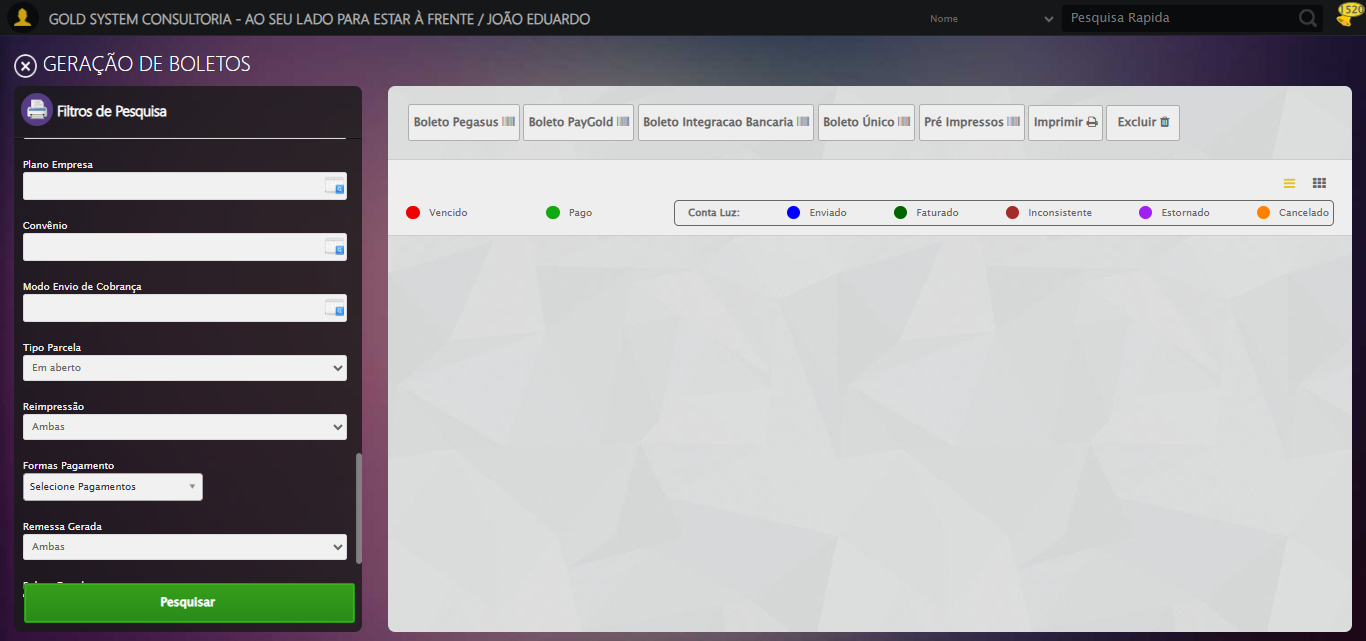 GOLD SYSTEM CONSULTORIA - AO SEU LADO PARA ESTAR À FRENTE / JOÃO EDUARDO
Nome
Pesquisa Rapida
1520
GERAÇÃO DE BOLETOS
Filtros de Pesquisa
Plano Empresa
Convênio
Modo Envio de Cobrança
Tipo Parcela
Em aberto
Reimpressão
Ambas
Formas Pagamento
Selecione Pagamentos
Remessa Gerada
Ambas
Pesquisar
Boleto Pegasus
Boleto PayGold
Boleto Integracao Bancaria
Boleto Único
Pré Impressos
Imprimir
Excluir
Vencido
Pago
Conta Luz:
Enviado
Faturado
Inconsistente
Estornado
Cancelado